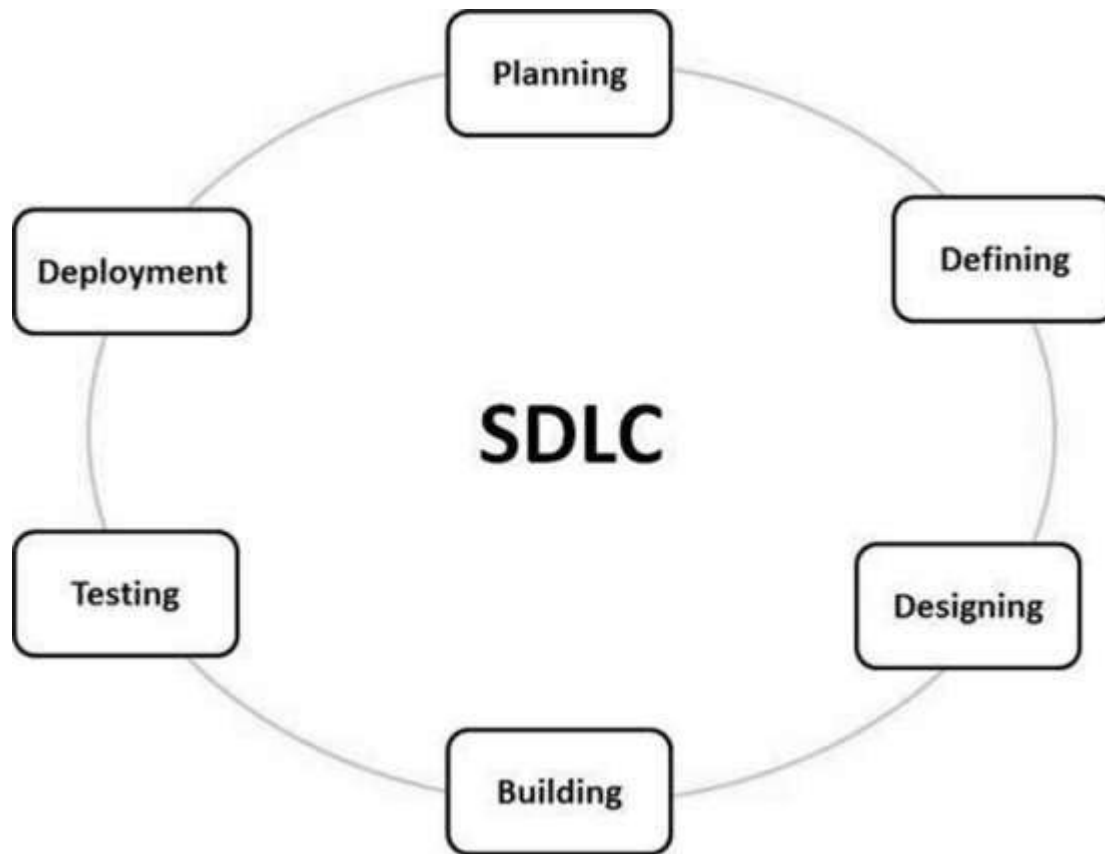 Planning
Defining
Designing
Building
Testing
Deployment
SDLC